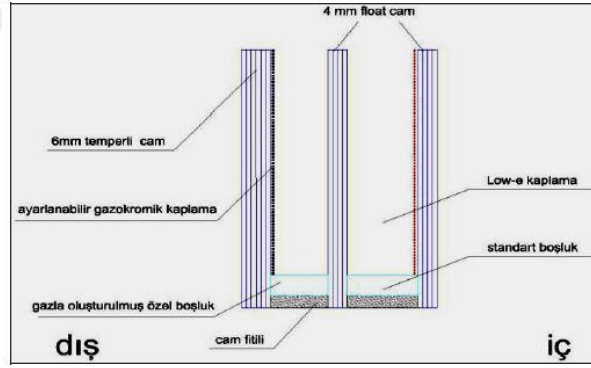 4 mm float cam
6mm temperli cam
ayarlanabilir gazokromik kaplama
Low-e kaplama
standart boşluk
gazla oluşturulmuş özel boşluk
cam fitili
dış
iç